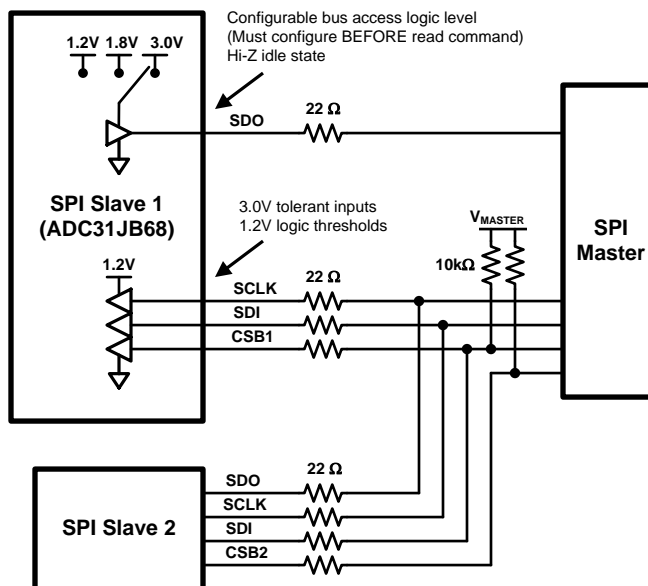 Configurable bus access logic level
(Must configure BEFORE read command)
Hi-Z idle state
1.2V 1.8V 3.0V
SDO
22 Ω
SPI Slave 1
(ADC31JB68)
3.0V tolerant inputs
1.2V logic thresholds
VMASTER
10kΩ
SPI
Master
1.2V
SCLK
22 Ω
SDI
CSB1
SPI Slave 2
SDO
22 Ω
SCLK
SDI
CSB2